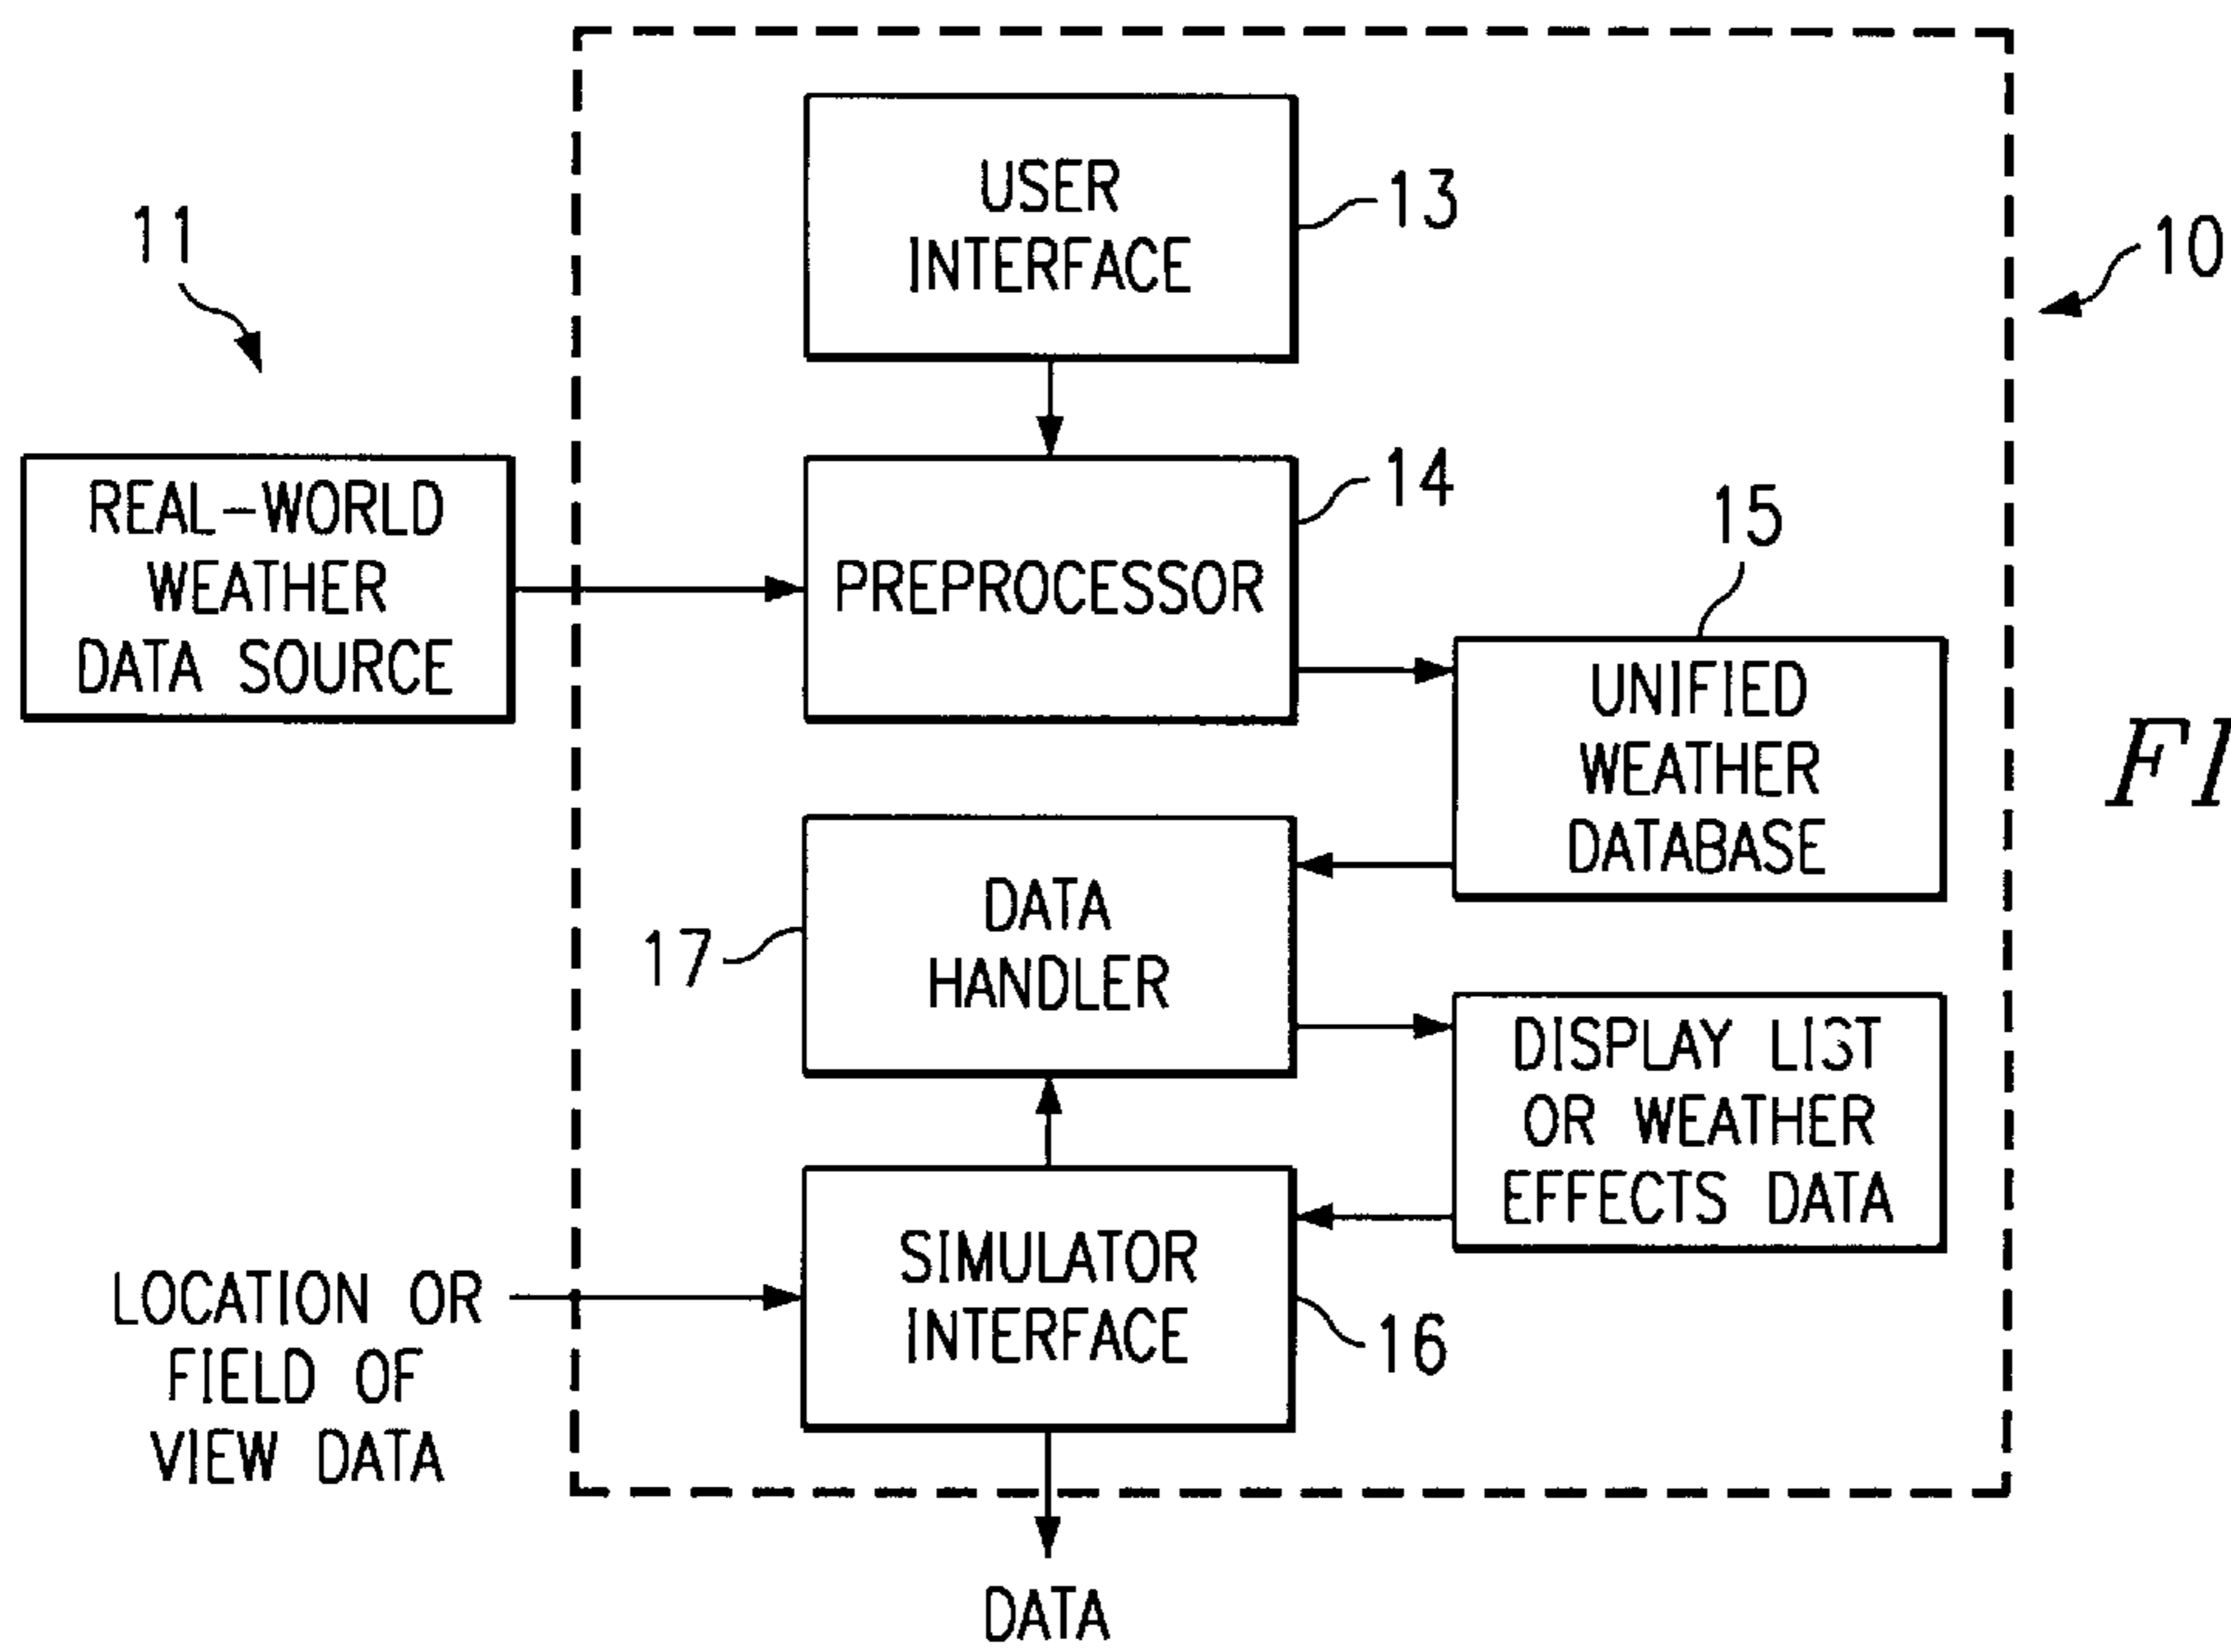 USER
INTERFACE
13
11
10
REAL-WORLD
WEATHER
DATA SOURCE
PREPROCESSOR
14
15
UNIFIED
WEATHER
DATABASE
FI
DATA
HANDLER
17
DISPLAY LIST
OR WEATHER
EFFECTS DATA
SIMULATOR
INTERFACE
16
LOCATION OR
FIELD OF
VIEW DATA
DATA